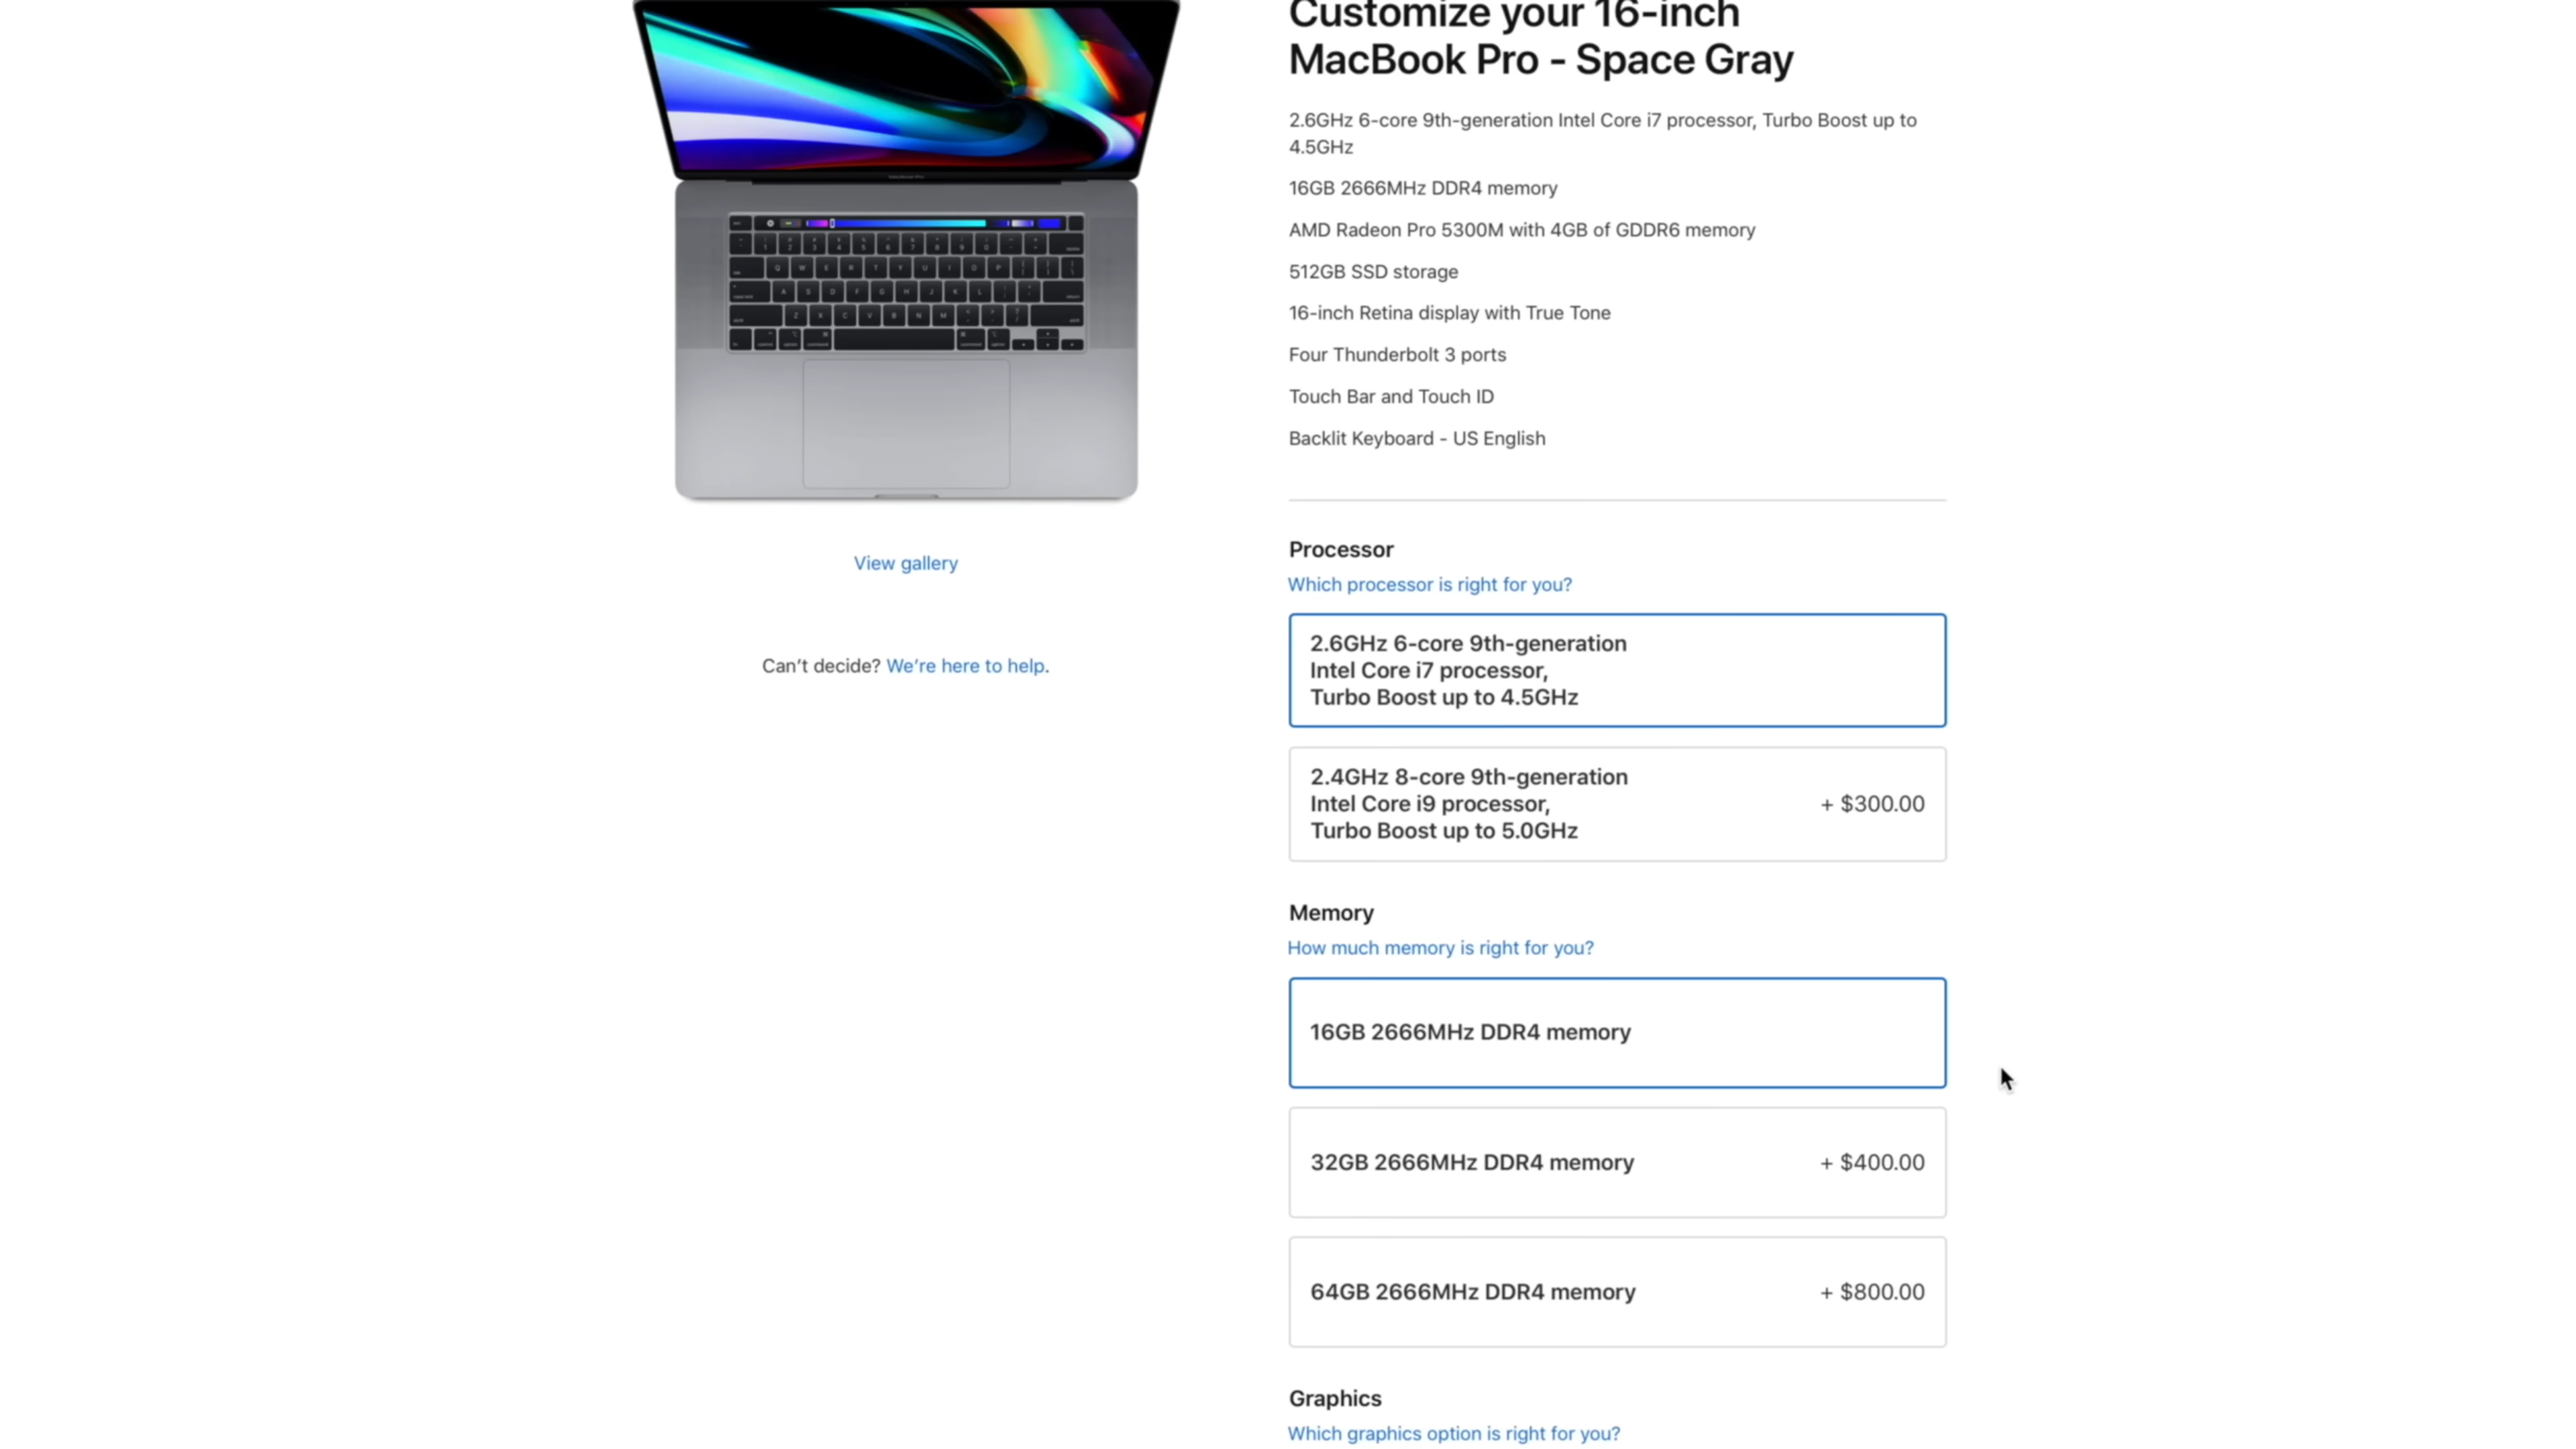 Customize your 16-inch
MacBook Pro - Space Gray
2.6GHz 6-core 9th-generation Intel Core i7 processor, Turbo Boost up to
4.5GHz
16GB 2666MHz DDR4 memory
AMD Radeon Pro 5300M with 4GB of GDDR6 memory
512GB SSD storage
16-inch Retina display with True Tone
Four Thunderbolt 3 ports
Touch Bar and Touch ID
Backlit Keyboard - US English
View gallery
Can't decide? We're here to help.
Processor
Which processor is right for you?
2.6GHz 6-core 9th-generation
Intel Core i7 processor,
Turbo Boost up to 4.5GHz
2.4GHz 8-core 9th-generation
Intel Core i9 processor,
Turbo Boost up to 5.0GHz
+ $300.00
Memory
How much memory is right for you?
16GB 2666MHz DDR4 memory
32GB 2666MHz DDR4 memory + $400.00
64GB 2666MHz DDR4 memory + $800.00
Graphics
Which graphics option is right for you?